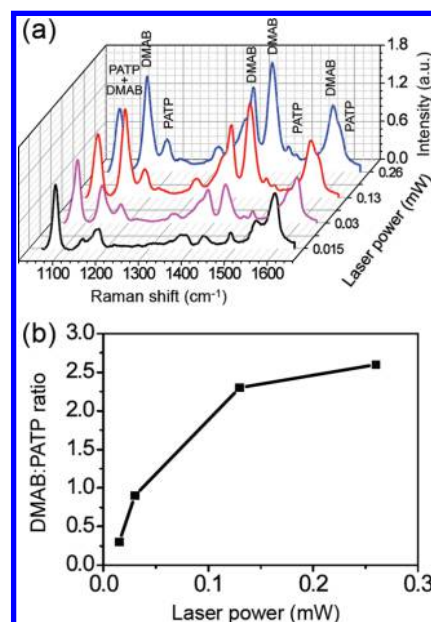 (a)
PATP
+
DMAB
DMAB
PATP
DMAB
DMAB
PATP
DMAB
PATP
1.8
1.2
0.6
0.0
Intensity (a.u.)
0.26
0.13
0.03
0.015
Laser power (mW)
1100 1200 1300 1400 1500 1600
Raman shift (cm⁻¹)
(b)
3.0
2.5
2.0
1.5
1.0
0.5
0.0
DMAB:PATP ratio
0.0 0.1 0.2 0.3
Laser power (mW)